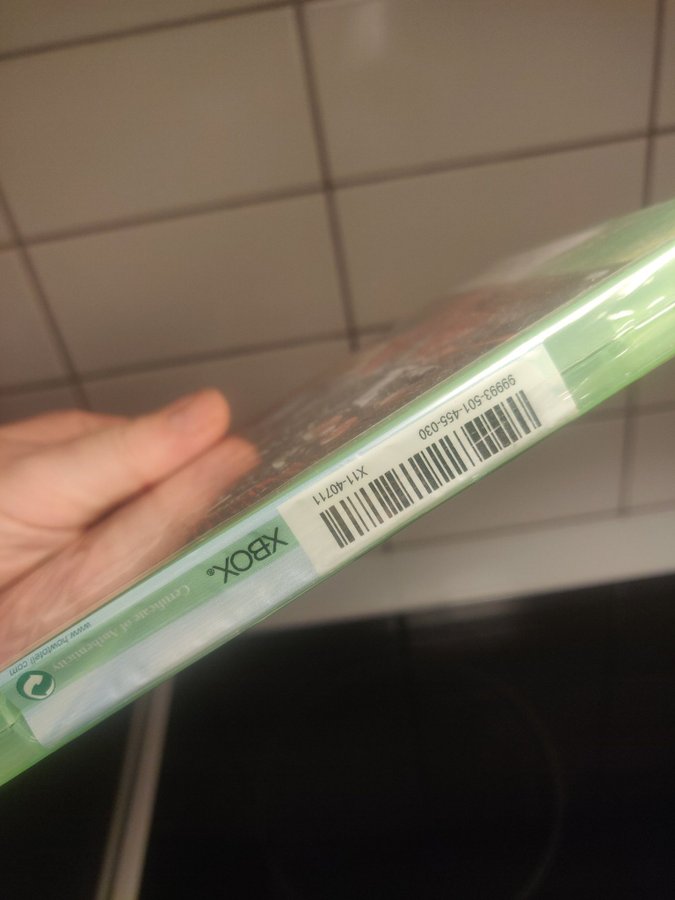 99993-501-455-030
X11-40711
XBOX®
Certificate of Authenticity
www.howtotell.com